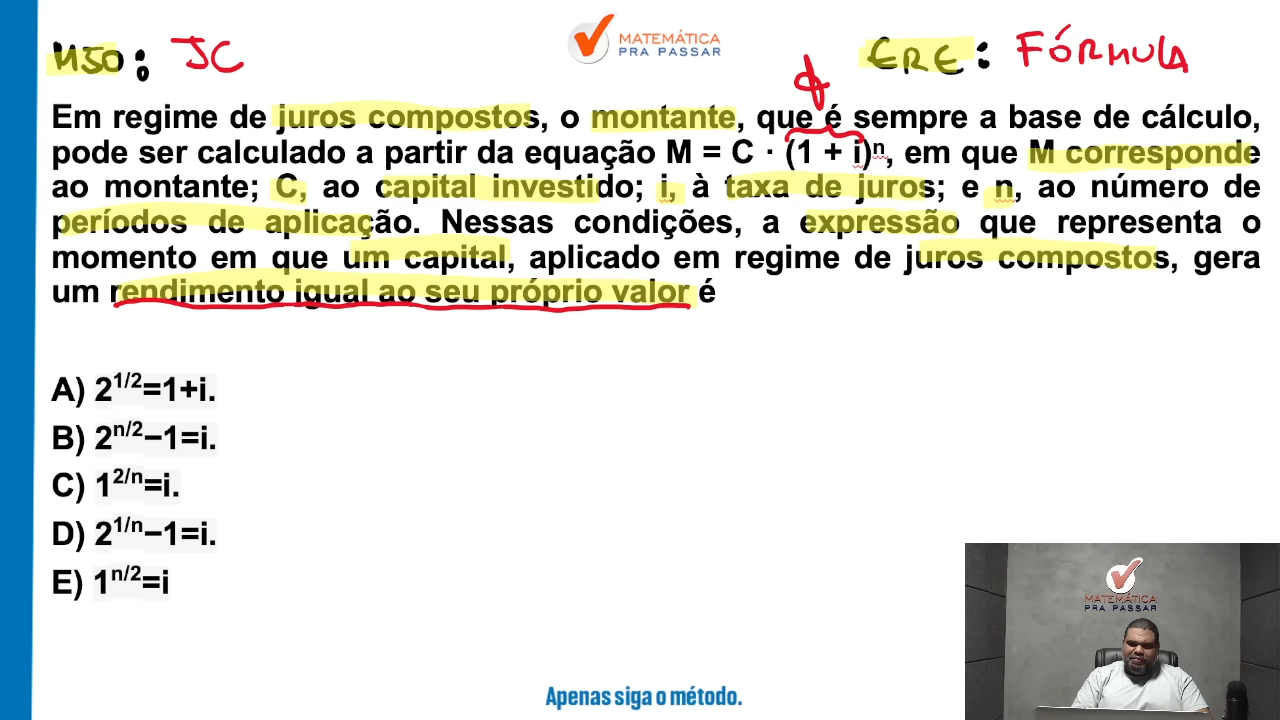 MJO: JC
MATEMÁTICA
PRA PASSAR
ERE: FÓRMULA
Em regime de juros compostos, o montante, que é sempre a base de cálculo,
pode ser calculado a partir da equação M = C · (1 + i)ⁿ, em que M corresponde
ao montante; C, ao capital investido; i, à taxa de juros; e n, ao número de
períodos de aplicação. Nessas condições, a expressão que representa o
momento em que um capital, aplicado em regime de juros compostos, gera
um rendimento igual ao seu próprio valor é
A) 2^{1/2}=1+i.
B) 2^{n/2}−1=i.
C) 1^{2/n}=i.
D) 2^{1/n}−1=i.
E) 1^{n/2}=i
MATEMÁTICA
PRA PASSAR
Apenas siga o método.